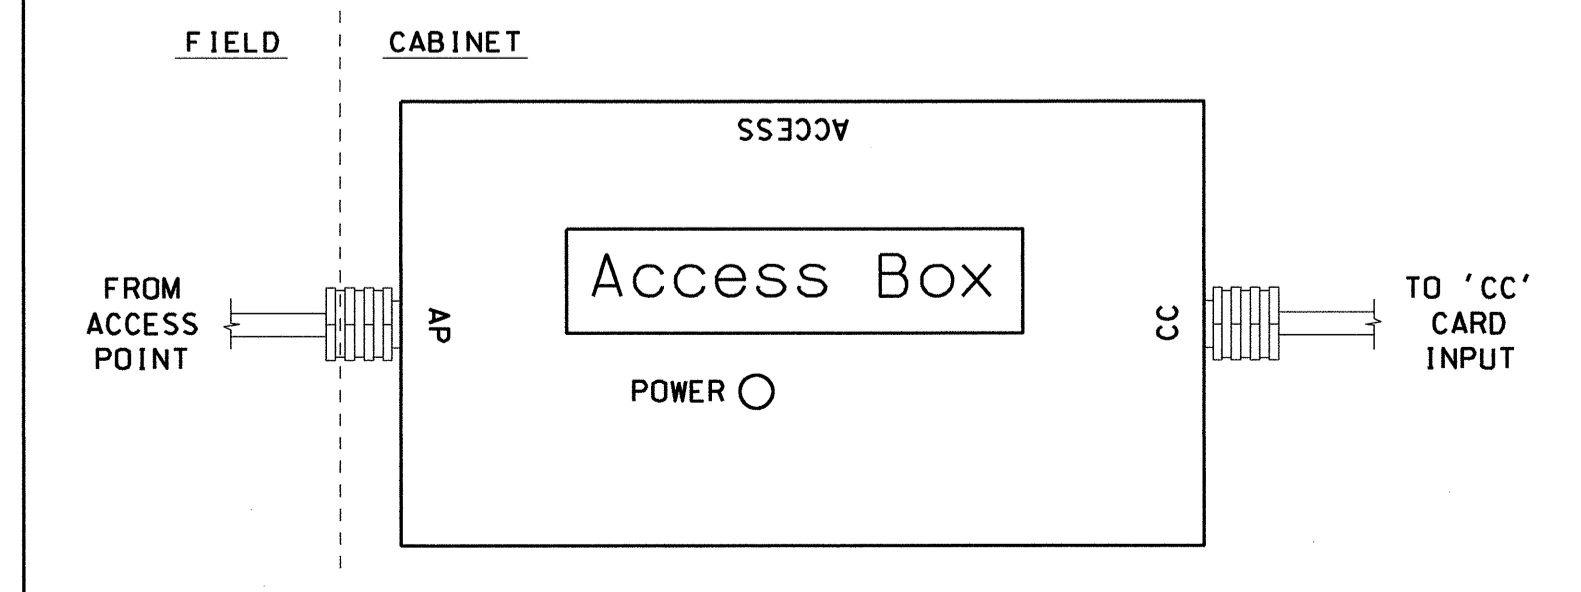 FIELD
CABINET
ACCESS
Access Box
FROM
ACCESS
POINT
AP
CC
TO 'CC'
CARD
INPUT
POWER